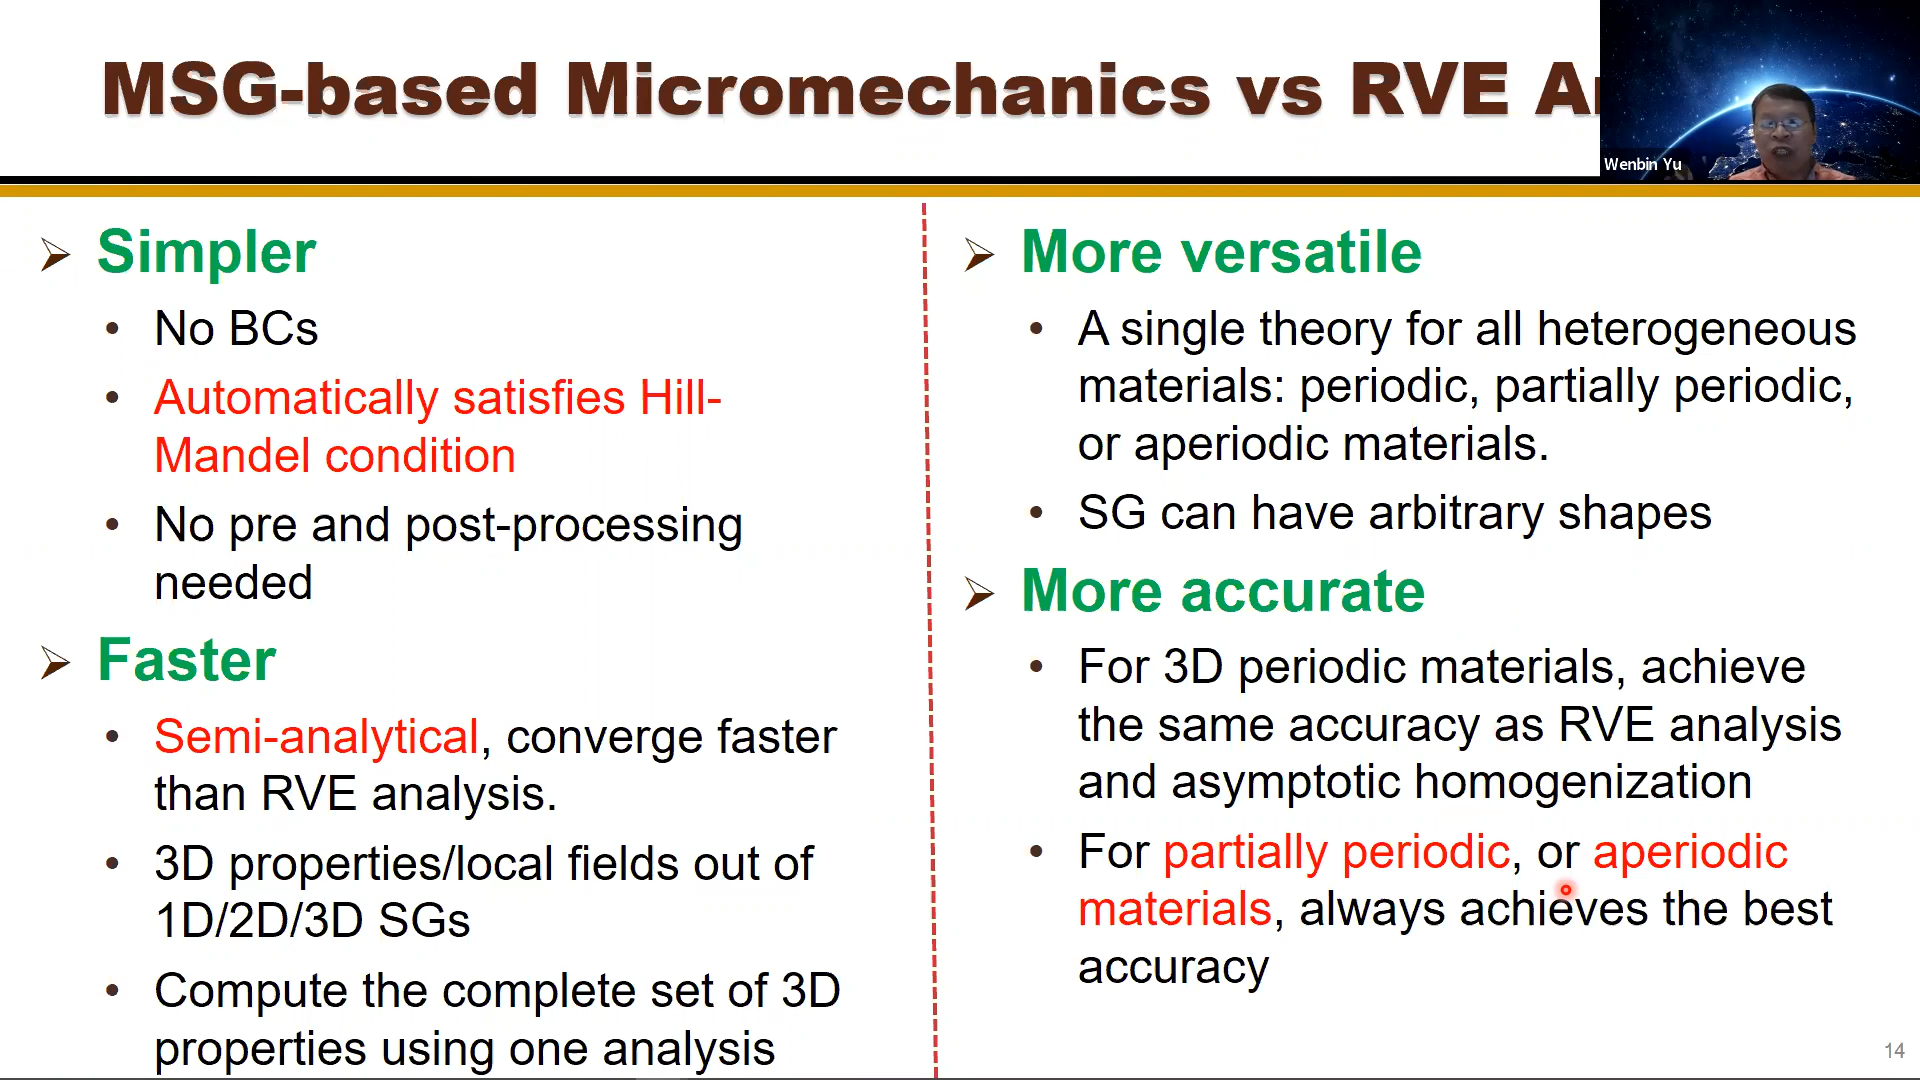 MSG-based Micromechanics vs RVE
Wenbin Yu
Simpler
No BCs
Automatically satisfies Hill-
Mandel condition
No pre and post-processing
needed
Faster
Semi-analytical, converge faster
than RVE analysis.
3D properties/local fields out of
1D/2D/3D SGs
Compute the complete set of 3D
properties using one analysis
More versatile
A single theory for all heterogeneous
materials: periodic, partially periodic,
or aperiodic materials.
SG can have arbitrary shapes
More accurate
For 3D periodic materials, achieve
the same accuracy as RVE analysis
and asymptotic homogenization
For partially periodic, or aperiodic
materials, always achieves the best
accuracy
14